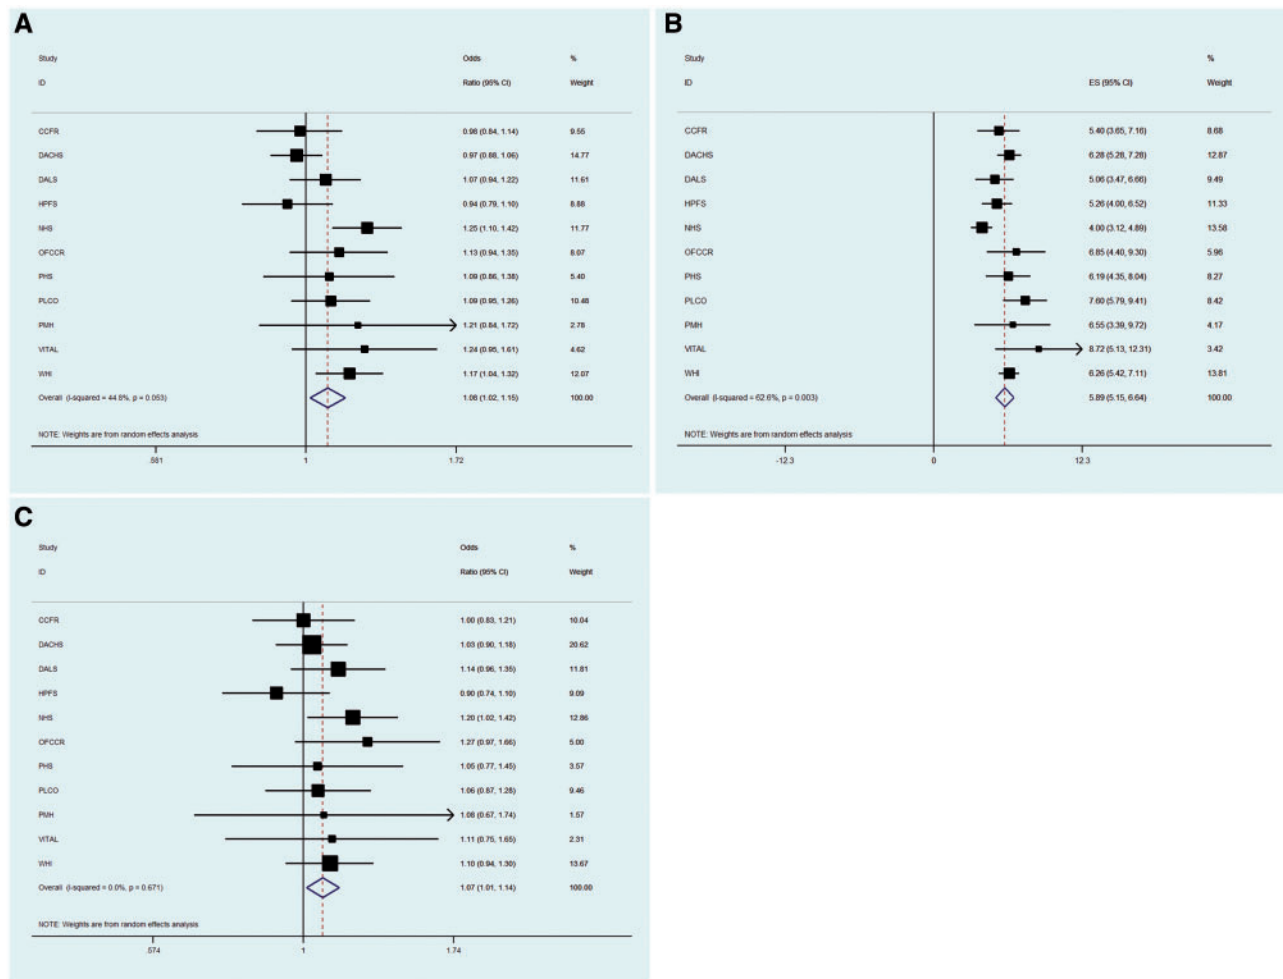 A
Study Odds %
ID Ratio (95% CI) Weight
CCFR 0.98 (0.84, 1.14) 9.55
DACHS 0.97 (0.88, 1.06) 14.77
DALS 1.07 (0.94, 1.22) 11.61
HPFS 0.94 (0.79, 1.10) 8.88
NHS 1.25 (1.10, 1.42) 11.77
OFCCR 1.13 (0.94, 1.35) 8.07
PHS 1.09 (0.86, 1.38) 5.40
PLCO 1.09 (0.95, 1.26) 10.48
PMH 1.21 (0.84, 1.72) 2.78
VITAL 1.24 (0.95, 1.61) 4.62
WHI 1.17 (1.04, 1.32) 12.07
Overall (I-squared = 44.8%, p = 0.053) 1.08 (1.02, 1.15) 100.00
NOTE: Weights are from random effects analysis
.581 1 1.72
B
Study %
ID ES (95% CI) Weight
CCFR 5.40 (3.65, 7.16) 8.68
DACHS 6.28 (5.28, 7.28) 12.87
DALS 5.06 (3.47, 6.66) 9.49
HPFS 5.26 (4.00, 6.52) 11.33
NHS 4.00 (3.12, 4.89) 13.58
OFCCR 6.85 (4.40, 9.30) 5.96
PHS 6.19 (4.35, 8.04) 8.27
PLCO 7.60 (5.79, 9.41) 8.42
PMH 6.55 (3.39, 9.72) 4.17
VITAL 8.72 (5.13, 12.31) 3.42
WHI 6.26 (5.42, 7.11) 13.81
Overall (I-squared = 62.6%, p = 0.003) 5.89 (5.15, 6.64) 100.00
NOTE: Weights are from random effects analysis
-12.3 0 12.3
C
Study Odds %
ID Ratio (95% CI) Weight
CCFR 1.00 (0.83, 1.21) 10.04
DACHS 1.03 (0.90, 1.18) 20.62
DALS 1.14 (0.96, 1.35) 11.81
HPFS 0.90 (0.74, 1.10) 9.09
NHS 1.20 (1.02, 1.42) 12.86
OFCCR 1.27 (0.97, 1.66) 5.00
PHS 1.05 (0.77, 1.45) 3.57
PLCO 1.06 (0.87, 1.28) 9.46
PMH 1.08 (0.67, 1.74) 1.57
VITAL 1.11 (0.75, 1.65) 2.31
WHI 1.10 (0.94, 1.30) 13.67
Overall (I-squared = 0.0%, p = 0.671) 1.07 (1.01, 1.14) 100.00
NOTE: Weights are from random effects analysis
.574 1 1.74